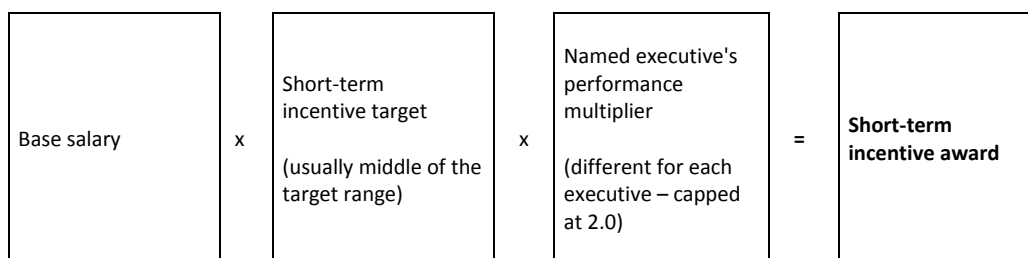 Base salary
x
Short-term
incentive target
(usually middle of the
target range)
x
Named executive's
performance
multiplier
(different for each
executive – capped
at 2.0)
=
Short-term
incentive award